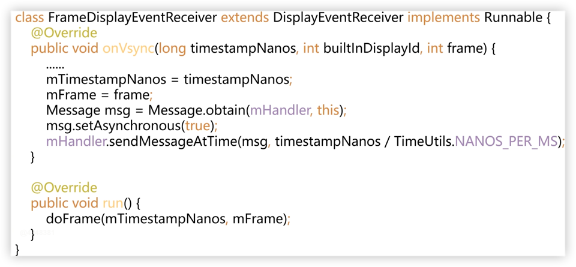 class FrameDisplayEventReceiver extends DisplayEventReceiver implements Runnable {
@Override
public void onVsync(long timestampNanos, int builtInDisplayId, int frame) {
......
mTimestampNanos = timestampNanos;
mFrame = frame;
Message msg = Message.obtain(mHandler, this);
msg.setAsynchronous(true);
mHandler.sendMessageAtTime(msg, timestampNanos / TimeUtils.NANOS_PER_MS);
}
@Override
public void run() {
doFrame(mTimestampNanos, mFrame);
}
}